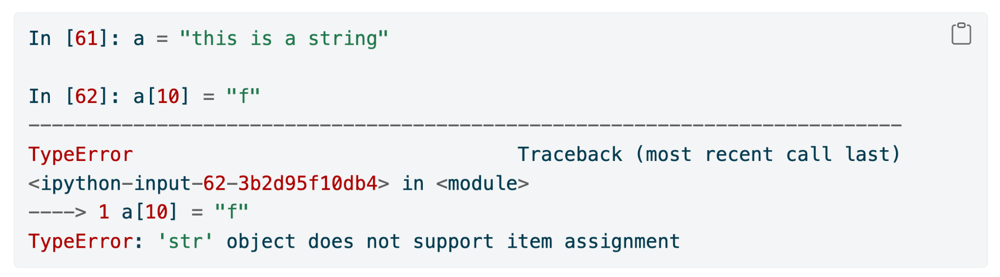 In [61]: a = "this is a string"
In [62]: a[10] = "f"
---------------------------------------------------------------------------
TypeError                                 Traceback (most recent call last)
<ipython-input-62-3b2d95f10db4> in <module>
----> 1 a[10] = "f"
TypeError: 'str' object does not support item assignment